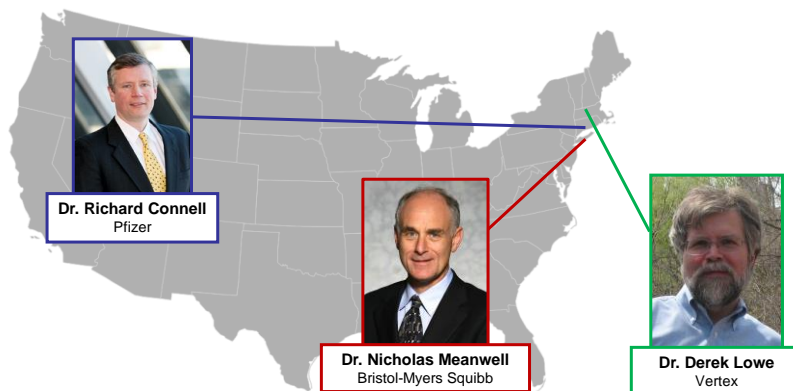 Dr. Richard Connell
Pfizer
Dr. Nicholas Meanwell
Bristol-Myers Squibb
Dr. Derek Lowe
Vertex